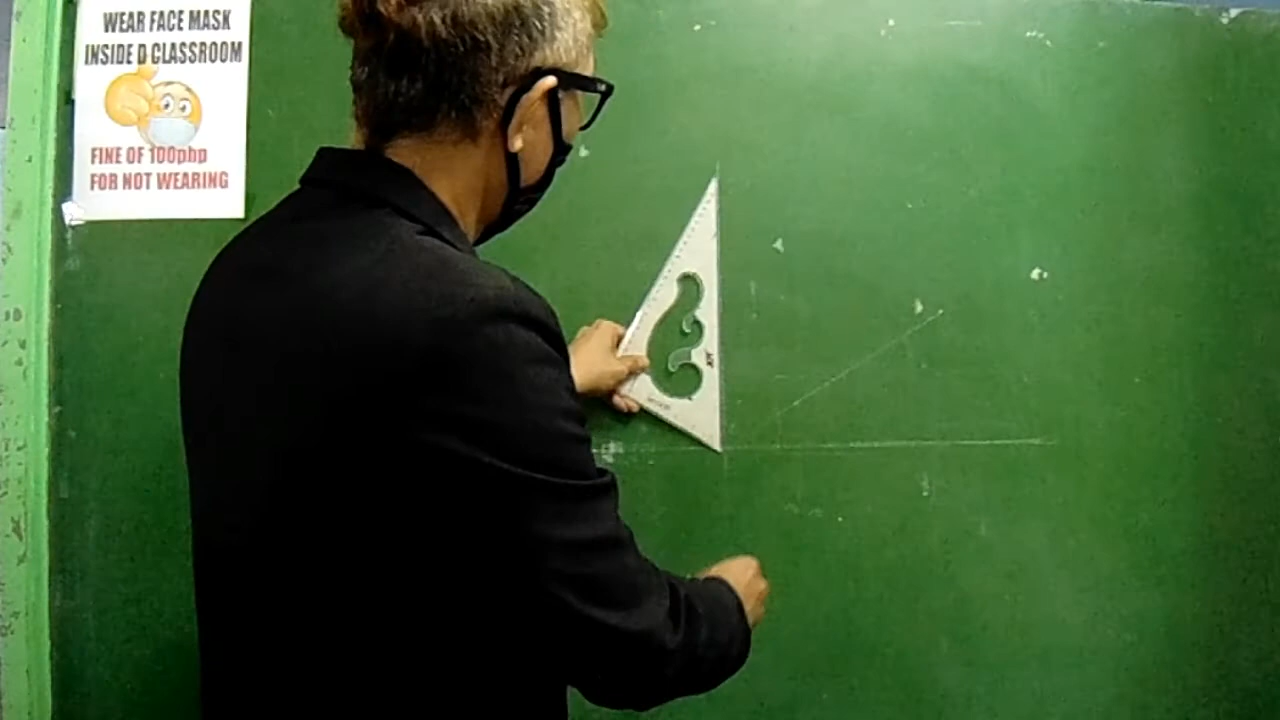 WEAR FACE MASK
INSIDE D CLASSROOM
FINE OF 100php
FOR NOT WEARING